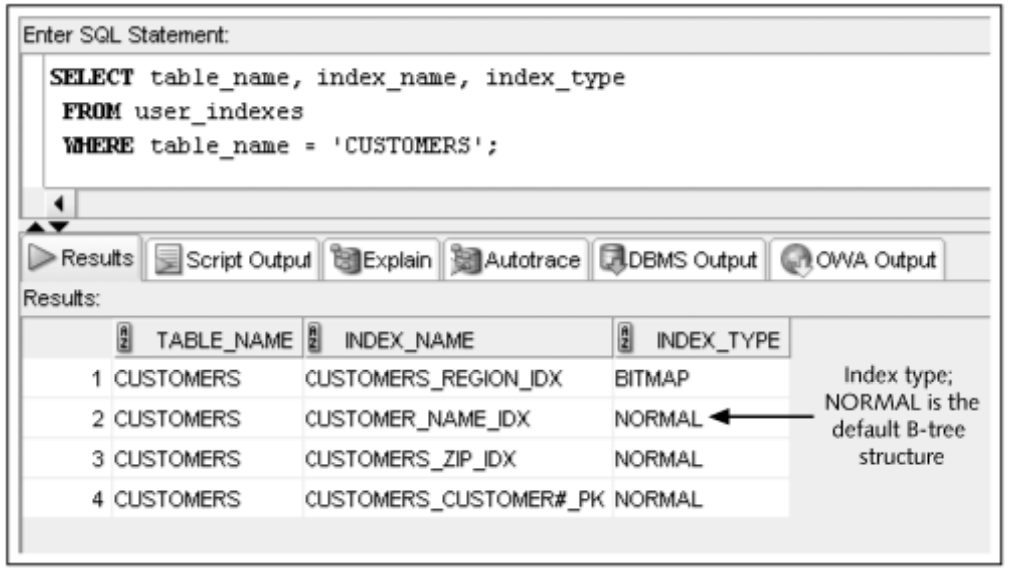 Enter SQL Statement:
SELECT table_name, index_name, index_type
FROM user_indexes
WHERE table_name = 'CUSTOMERS';
Results Script Output Explain Autotrace DBMS Output OWA Output
Results:
TABLE_NAME INDEX_NAME INDEX_TYPE
1 CUSTOMERS CUSTOMERS_REGION_IDX BITMAP
2 CUSTOMERS CUSTOMER_NAME_IDX NORMAL
3 CUSTOMERS CUSTOMERS_ZIP_IDX NORMAL
4 CUSTOMERS CUSTOMERS_CUSTOMER#_PK NORMAL
Index type;
NORMAL is the
default B-tree
structure